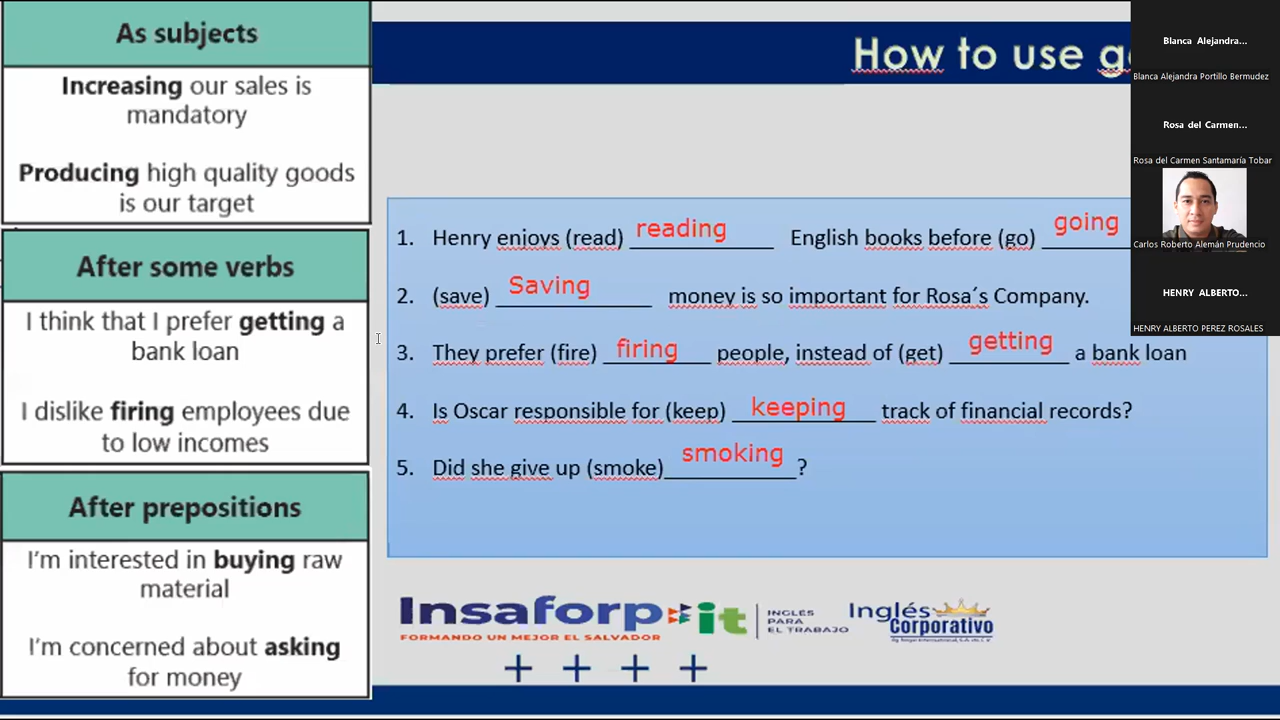 As subjects
Increasing our sales is
mandatory
Producing high quality goods
is our target
After some verbs
I think that I prefer getting a
bank loan
I dislike firing employees due
to low incomes
After prepositions
I'm interested in buying raw
material
I'm concerned about asking
for money
How to use
1. Henry enjoys (read) reading English books before (go) going
2. (save) Saving money is so important for Rosa´s Company.
3. They prefer (fire) firing people, instead of (get) getting a bank loan
4. Is Oscar responsible for (keep) keeping track of financial records?
5. Did she give up (smoke) smoking ?
Insaforp it
FORMANDO UN MEJOR EL SALVADOR
INGLÉS
PARA
EL TRABAJO
Inglés
Corporativo
Blanca Alejandra...
Blanca Alejandra Portillo Bermudez
Rosa del Carmen...
Rosa del Carmen Santamaría Tobar
Carlos Roberto Alemán Prudencio
HENRY ALBERTO...
HENRY ALBERTO PEREZ ROSALES